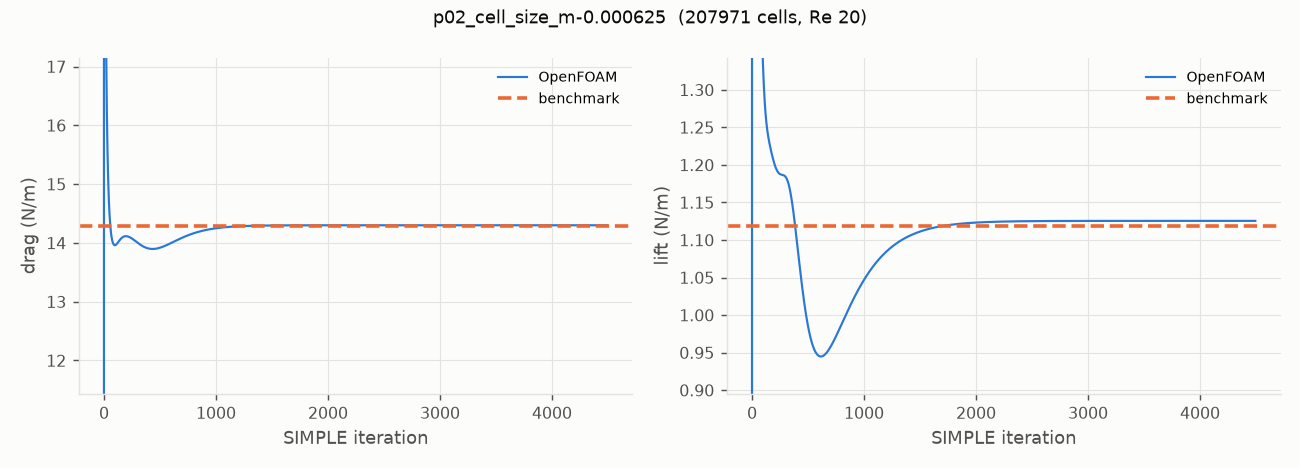 p02_cell_size_m-0.000625 (207971 cells, Re 20)
drag (N/m)
17
16
15
14
13
12
0
1000
2000
3000
4000
SIMPLE iteration
OpenFOAM
benchmark
lift (N/m)
1.30
1.25
1.20
1.15
1.10
1.05
1.00
0.95
0.90
0
1000
2000
3000
4000
SIMPLE iteration
OpenFOAM
benchmark